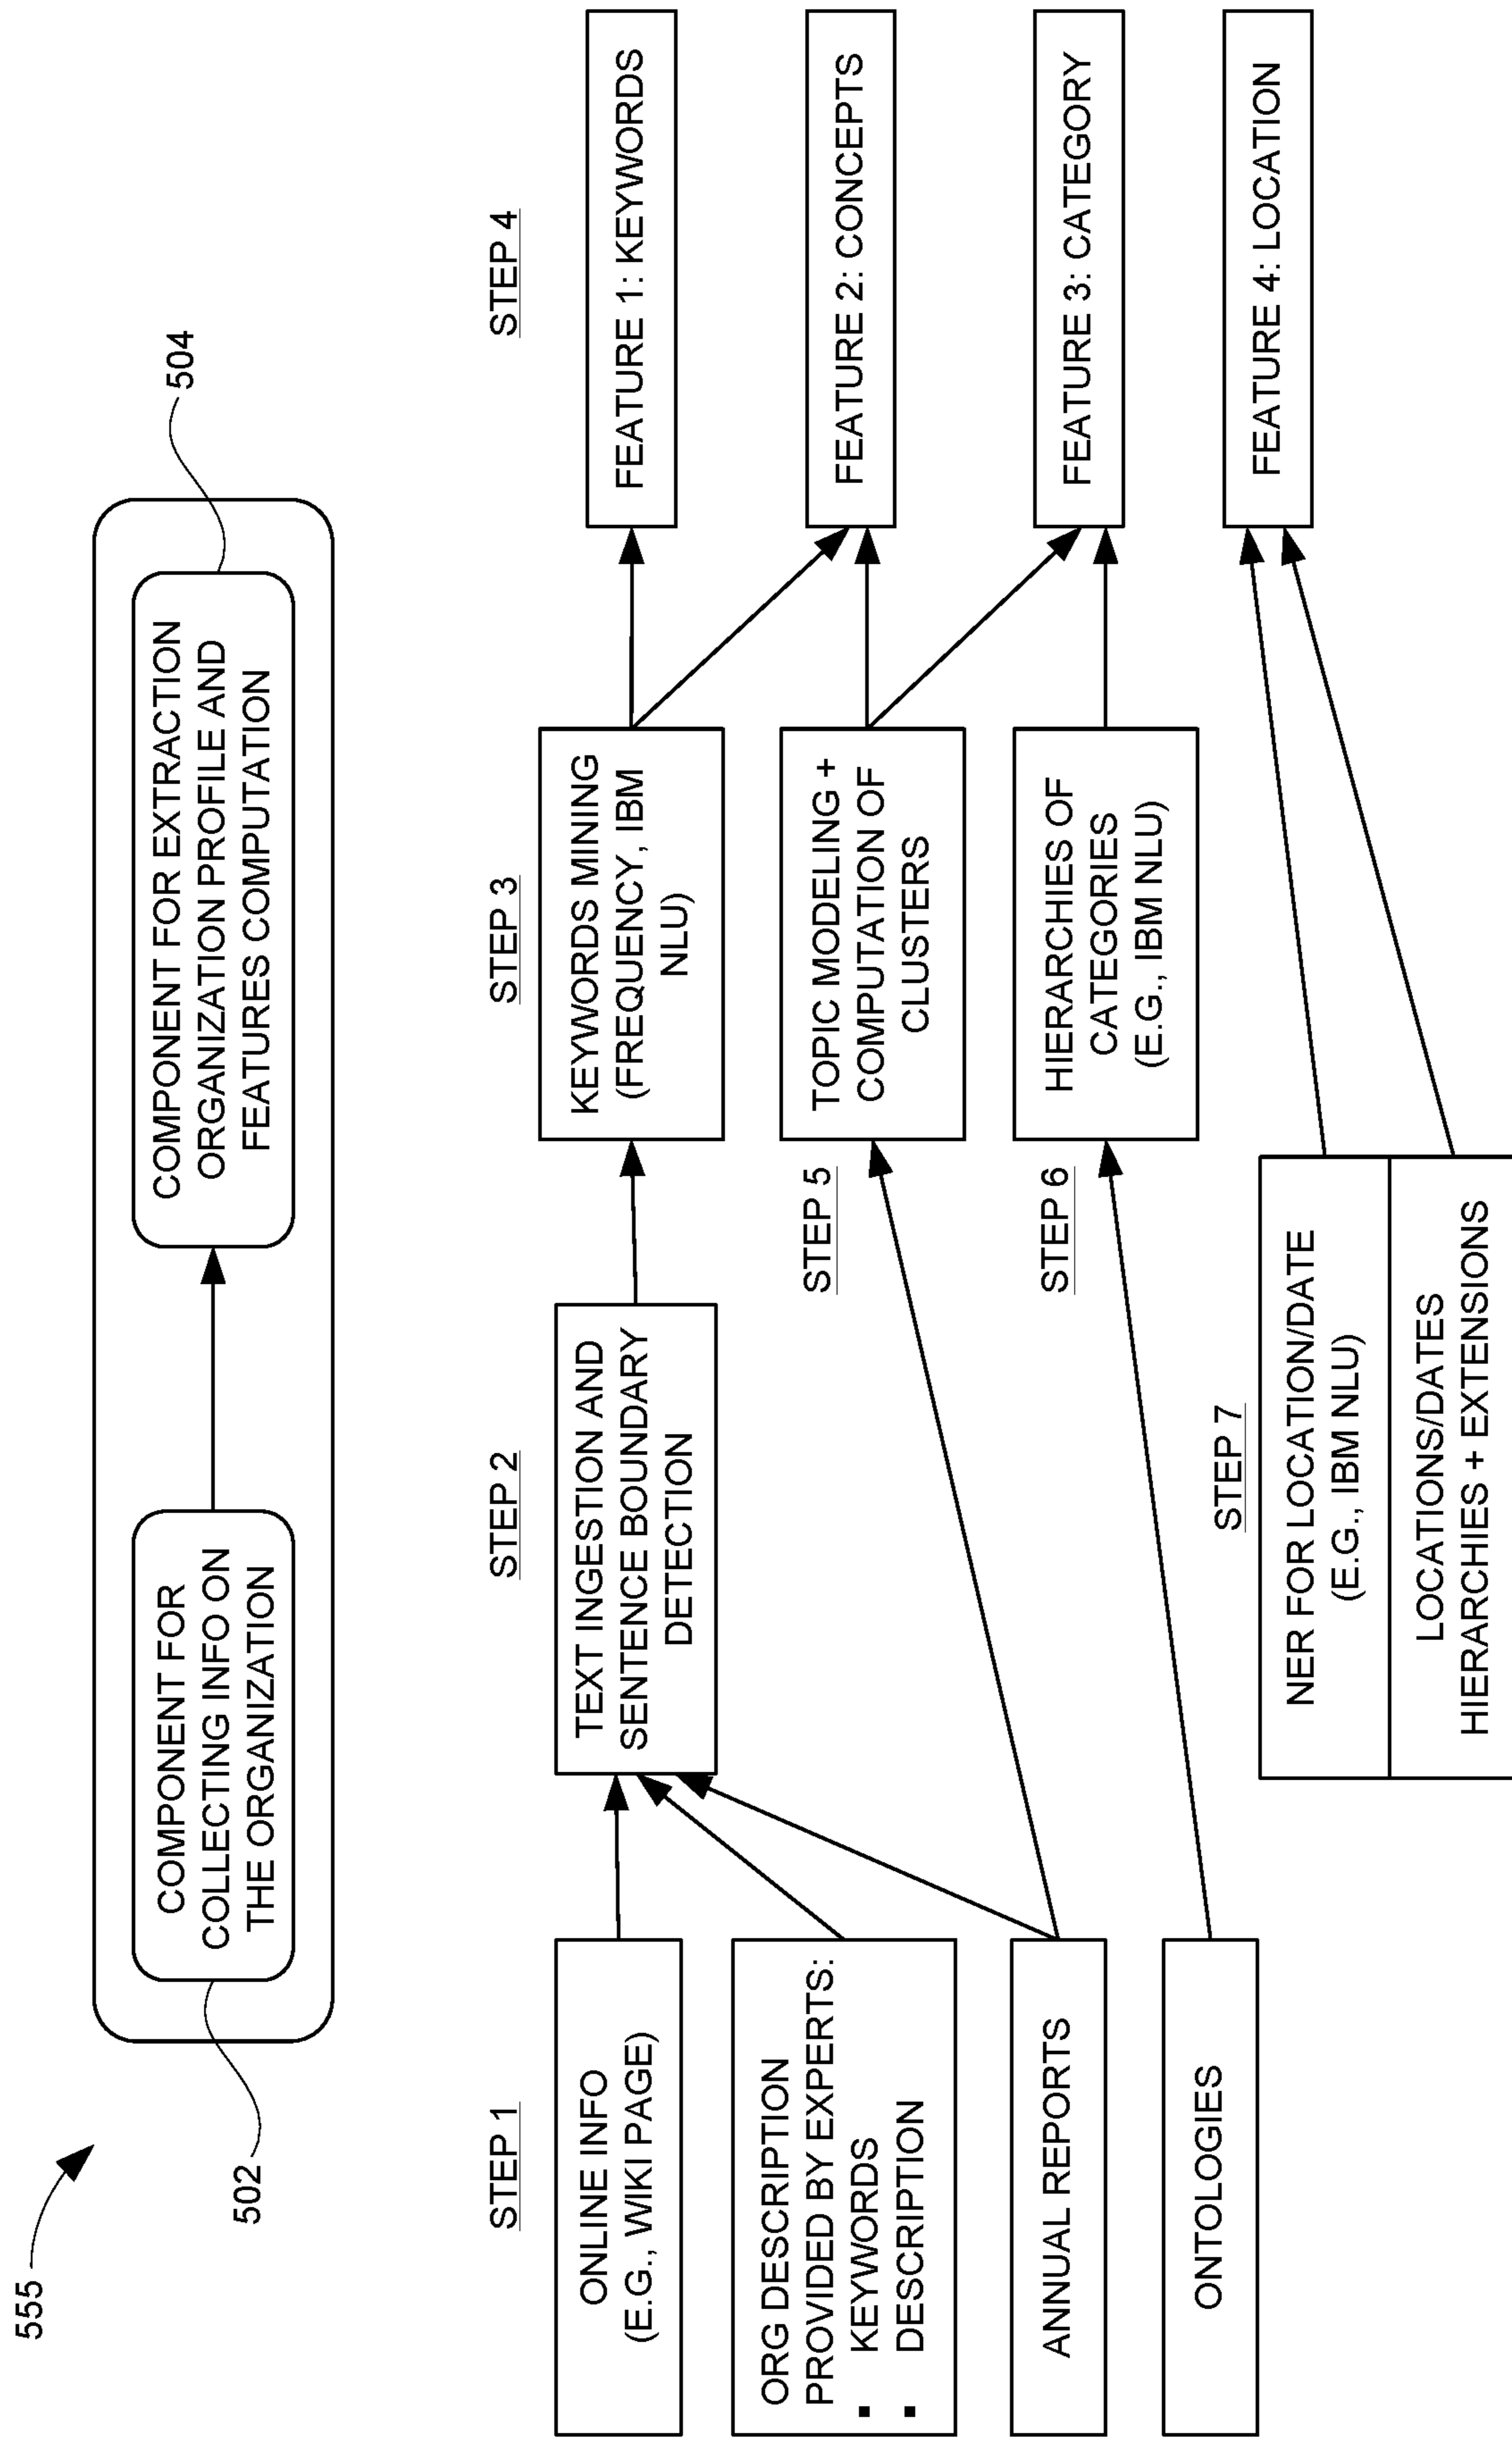 555
502
COMPONENT FOR
COLLECTING INFO ON
THE ORGANIZATION
504
COMPONENT FOR EXTRACTION
ORGANIZATION PROFILE AND
FEATURES COMPUTATION
STEP 1
ONLINE INFO
(E.G., WIKI PAGE)
ORG DESCRIPTION
PROVIDED BY EXPERTS:
▪ KEYWORDS
▪ DESCRIPTION
ANNUAL REPORTS
ONTOLOGIES
STEP 2
TEXT INGESTION AND
SENTENCE BOUNDARY
DETECTION
STEP 3
KEYWORDS MINING
(FREQUENCY, IBM
NLU)
STEP 5
TOPIC MODELING +
COMPUTATION OF
CLUSTERS
STEP 6
HIERARCHIES OF
CATEGORIES
(E.G., IBM NLU)
STEP 7
NER FOR LOCATION/DATE
(E.G., IBM NLU)
LOCATIONS/DATES
HIERARCHIES + EXTENSIONS
STEP 4
FEATURE 1: KEYWORDS
FEATURE 2: CONCEPTS
FEATURE 3: CATEGORY
FEATURE 4: LOCATION